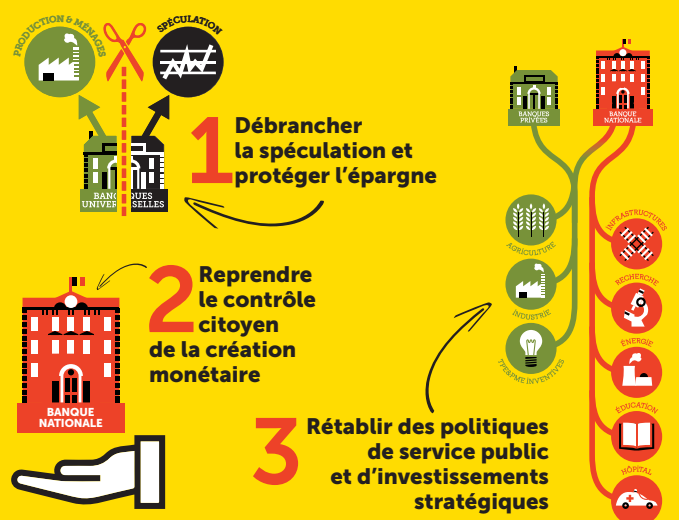 PRODUCTION & MÉNAGES
SPÉCULATION
BANQUES
UNIVERSELLES
1
Débrancher
la spéculation et
protéger l’épargne
2
Reprendre
le contrôle
citoyen
de la création
monétaire
BANQUE
NATIONALE
3
Rétablir des politiques
de service public
et d’investissements
stratégiques
BANQUES
PRIVÉES
BANQUE
NATIONALE
AGRICULTURE
INDUSTRIE
TPE&PME INVENTIVES
INFRASTRUCTURES
RECHERCHE
ÉNERGIE
ÉDUCATION
HÔPITAL